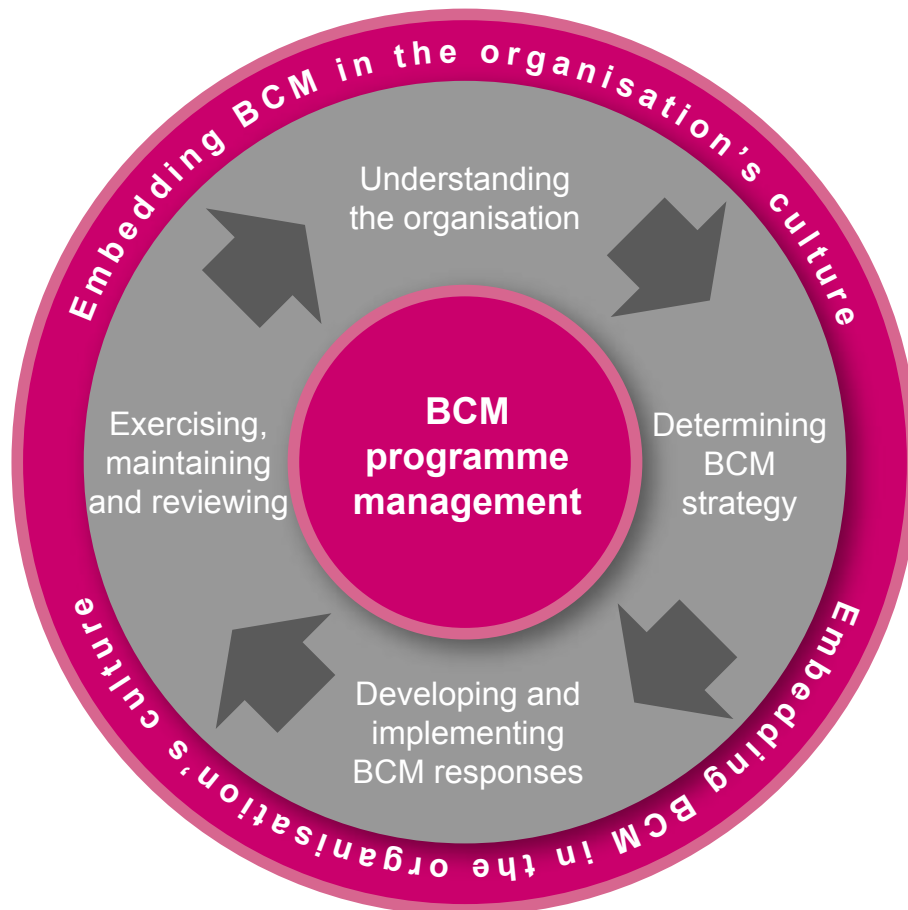 Embedding BCM in the organisation’s culture
Understanding
the organisation
BCM
programme
management
Determining
BCM
strategy
Exercising,
maintaining
and reviewing
Developing and
implementing
BCM responses
Embedding BCM in the organisation’s culture